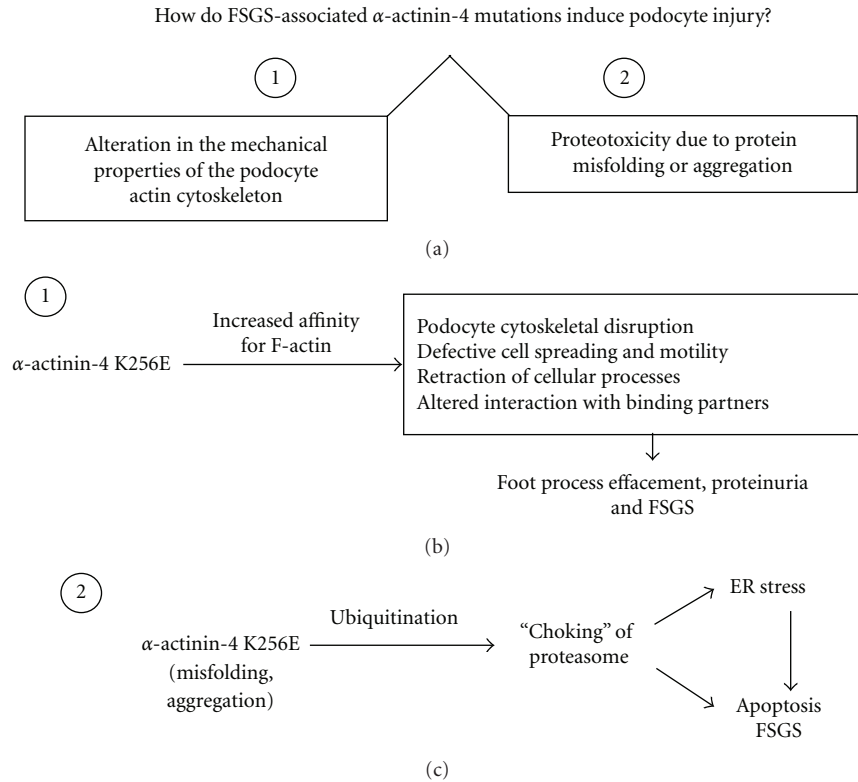 How do FSGS-associated α-actinin-4 mutations induce podocyte injury?
1
2
Alteration in the mechanical
properties of the podocyte
actin cytoskeleton
Proteotoxicity due to protein
misfolding or aggregation
(a)
1
α-actinin-4 K256E
Increased affinity
for F-actin
Podocyte cytoskeletal disruption
Defective cell spreading and motility
Retraction of cellular processes
Altered interaction with binding partners
Foot process effacement, proteinuria
and FSGS
(b)
2
α-actinin-4 K256E
(misfolding,
aggregation)
Ubiquitination
“Choking” of
proteasome
ER stress
Apoptosis
FSGS
(c)